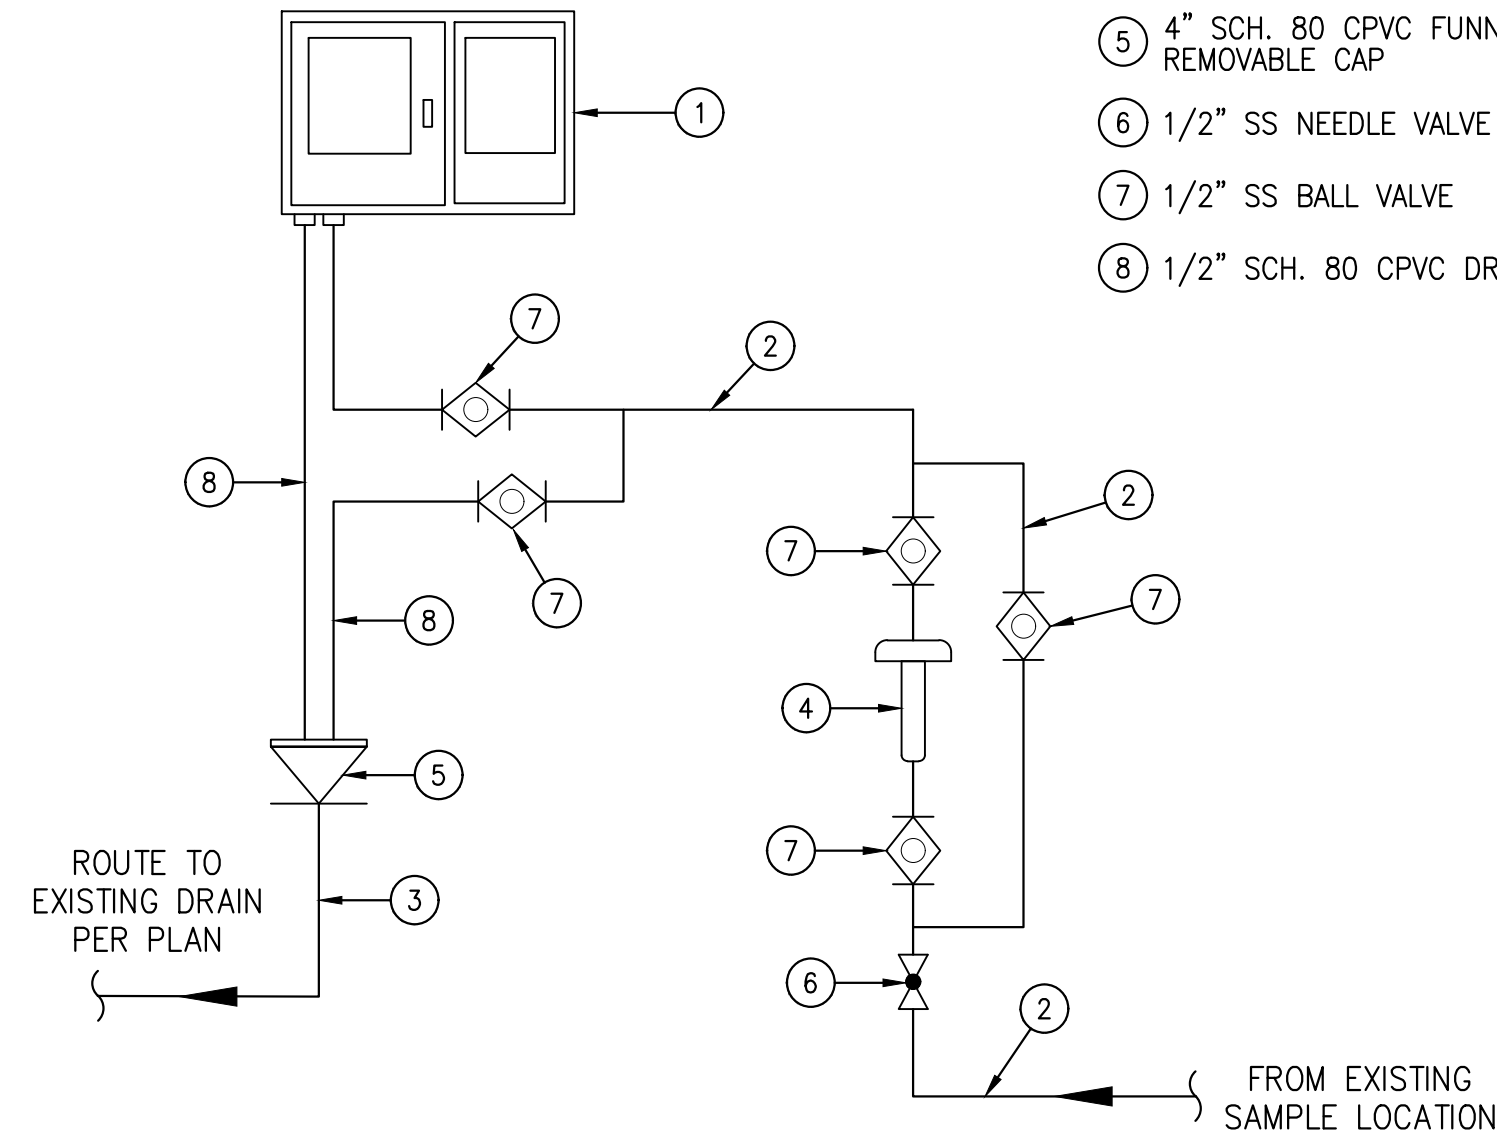 5 4” SCH. 80 CPVC
REMOVABLE CAP
6 1/2” SS NEEDLE VALVE
7 1/2” SS BALL VALVE
8 1/2” SCH. 80 CPVC
1
7
2
8
2
7
7
7
8
4
5
7
ROUTE TO
EXISTING DRAIN
PER PLAN
3
6
2
FROM EXISTING
SAMPLE LOCATION